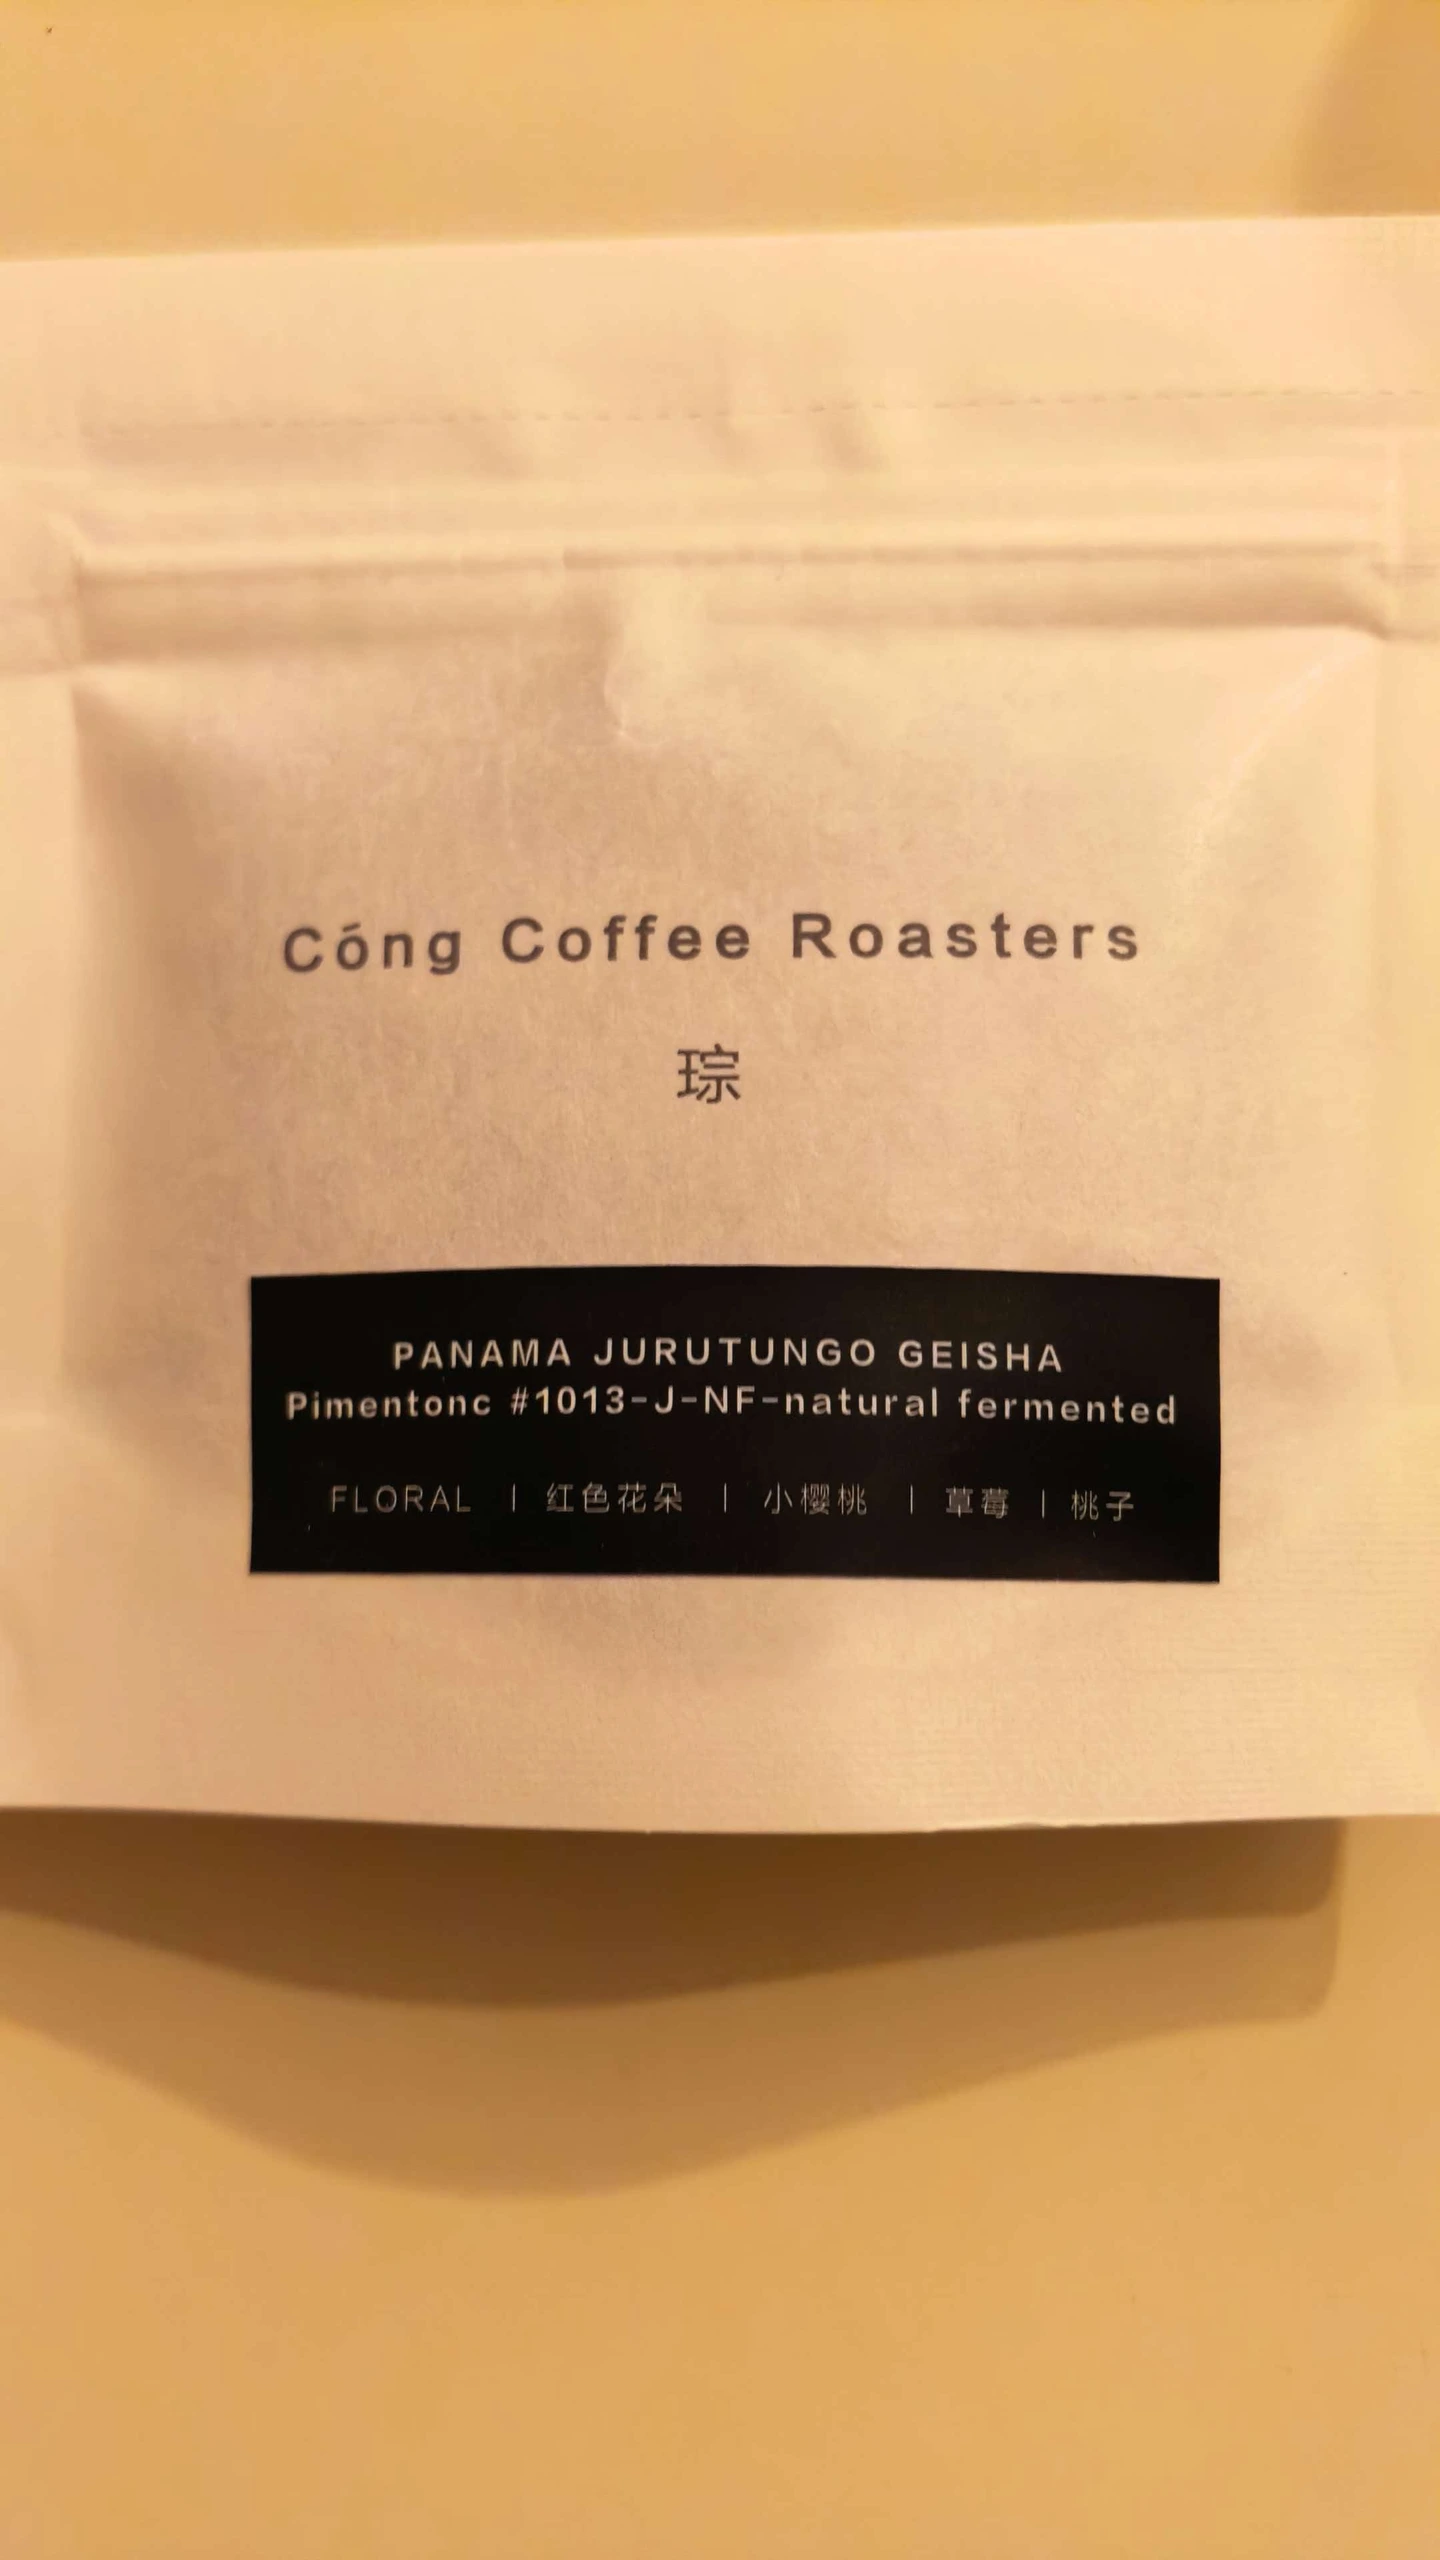 Cóng Coffee Roasters
琮
PANAMA JURUTUNGO GEISHA
Pimentonc #1013-J-NF-natural fermented
FLORAL | 红色花朵 | 小樱桃 | 草莓 | 桃子